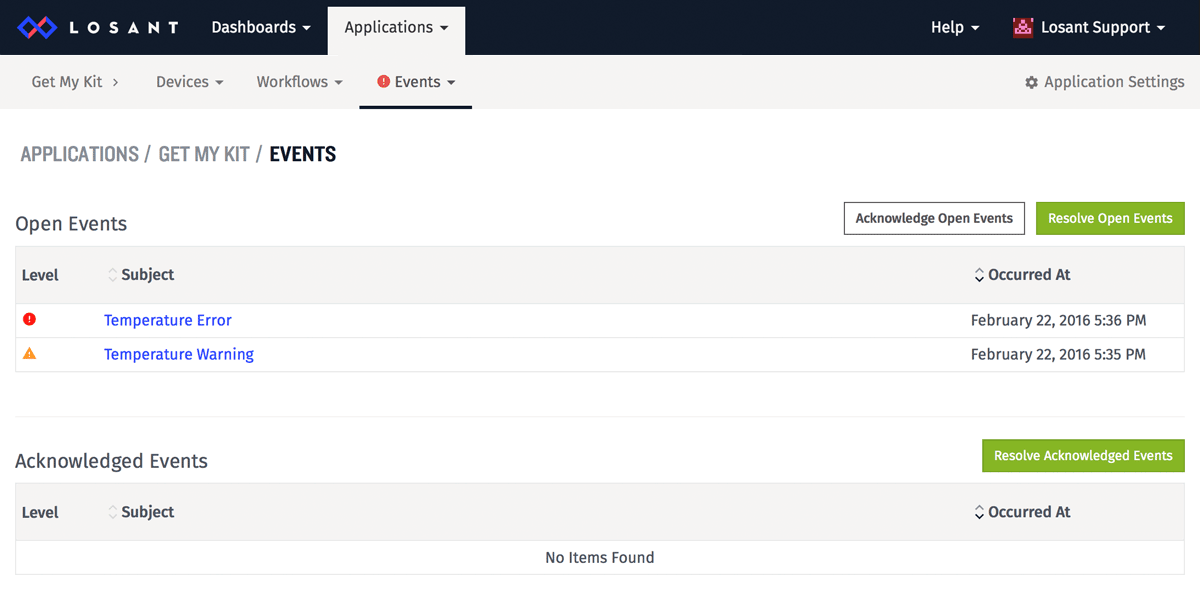 LOSANT Dashboards Applications Help Losant Support
Get My Kit Devices Workflows Events Application Settings
APPLICATIONS / GET MY KIT / EVENTS
Open Events Acknowledge Open Events Resolve Open Events
Level Subject Occurred At
Temperature Error February 22, 2016 5:36 PM
Temperature Warning February 22, 2016 5:35 PM
Acknowledged Events Resolve Acknowledged Events
Level Subject Occurred At
No Items Found